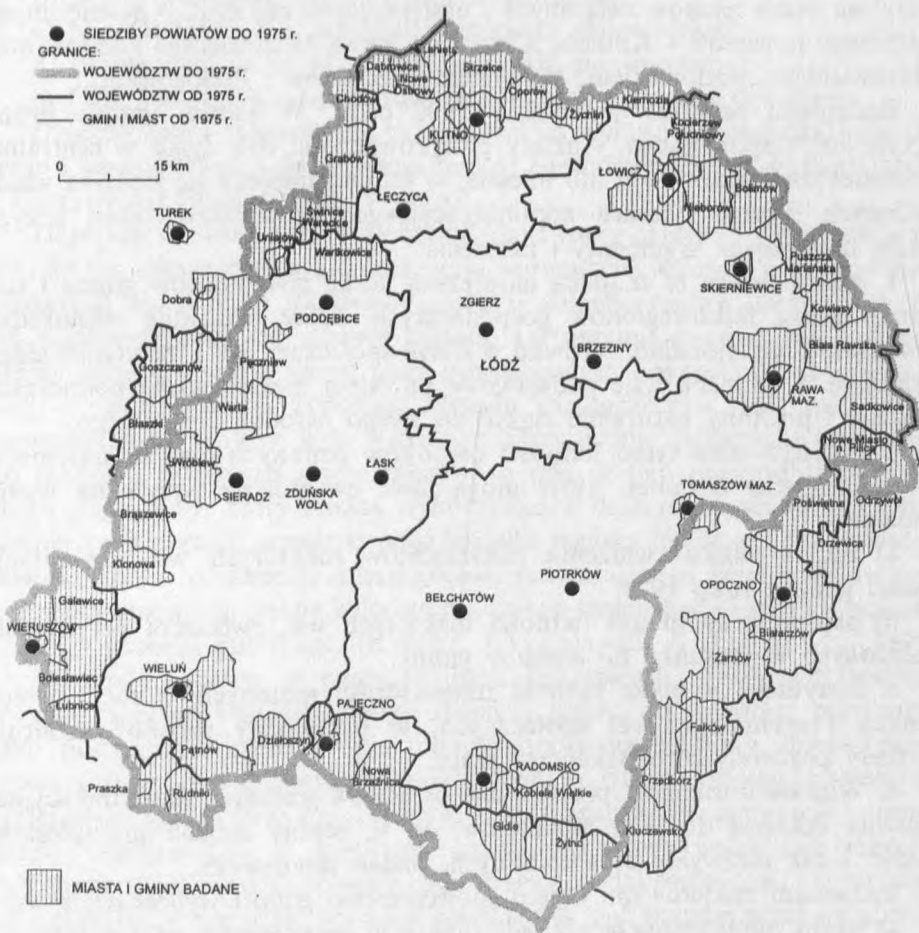 SIEDZIBY POWIATÓW DO 1975 r.
GRANICE:
WOJEWÓDZTW DO 1975 r.
WOJEWÓDZTW OD 1975 r.
GMIN I MIAST OD 1975 r.
0 15 km
Łanięta
Dąbrowice
Nowe
Ostrowy
Strzelce
Oporów
Chodów
KUTNO
Żychlin
Kiernozia
Kocierzew
Południowy
Grabów
ŁOWICZ
Bolimów
Nieborów
TUREK
ŁĘCZYCA
Świnice
Warckie
Uniejów
Wartkowice
Puszcza
Mariańska
SKIERNIEWICE
Dobra
PODDĘBICE
ZGIERZ
ŁÓDŹ
BRZEZINY
Kowiesy
Biała Rawska
Goszczanów
Pęczniew
RAWA
MAZ.
Sadkowice
Warta
Błaszki
Nowe Miasto
n. Pilicą
Wróblew
SIERADZ
ZDUŃSKA
WOLA
ŁASK
TOMASZÓW MAZ.
Odrzywół
Poświętne
Brąszewice
Drzewica
Klonowa
PIOTRKÓW
BEŁCHATÓW
OPOCZNO
Galewice
WIERUSZÓW
Białaczów
Żarnów
Bolesławiec
WIELUŃ
Łubnice
PAJĘCZNO
Działoszyn
Pątnów
Fałków
Nowa
Brzeźnica
RADOMSKO
Przedbórz
Praszka
Rudniki
Kobiele Wielkie
Gidle
Żytno
Kluczewsko
MIASTA I GMINY BADANE